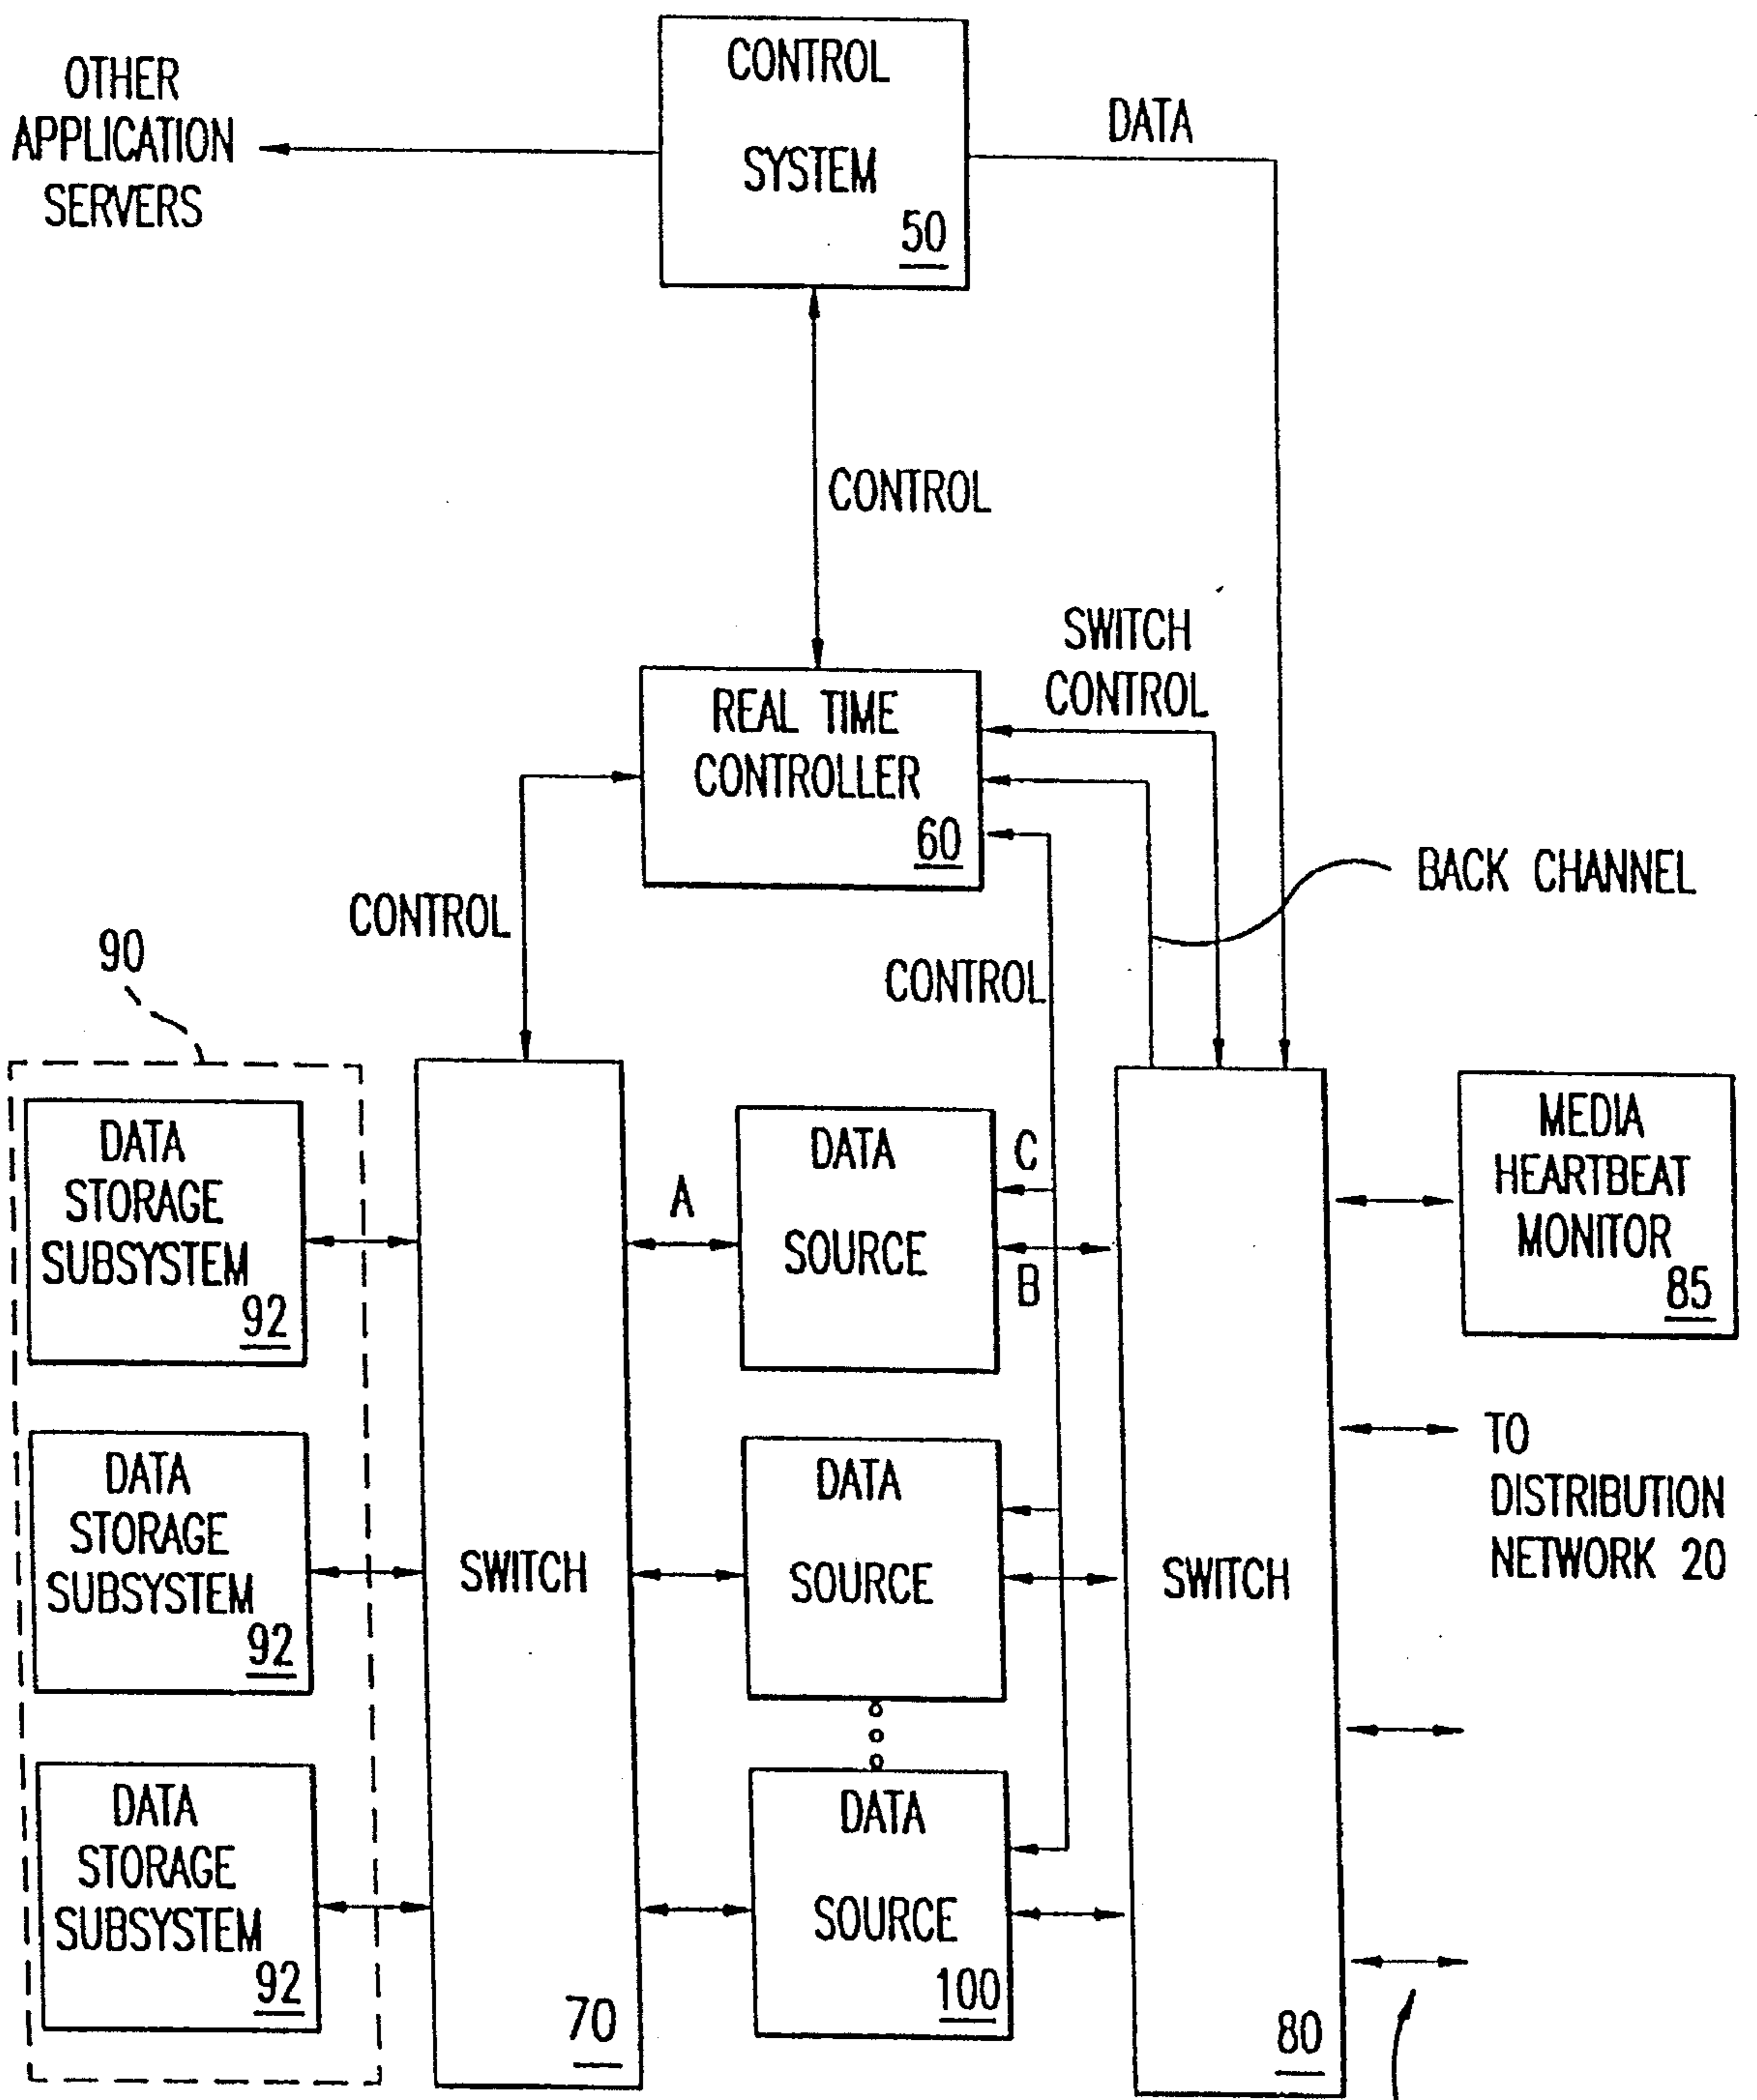 OTHER
APPLICATION
SERVERS
CONTROL
SYSTEM
50
DATA
CONTROL
SWITCH
CONTROL
REAL TIME
CONTROLLER
60
BACK CHANNEL
CONTROL
CONTROL
90
DATA
STORAGE
SUBSYSTEM
92
DATA
STORAGE
SUBSYSTEM
92
DATA
STORAGE
SUBSYSTEM
92
SWITCH
70
A
DATA
SOURCE
C
B
DATA
SOURCE
DATA
SOURCE
100
SWITCH
80
MEDIA
HEARTBEAT
MONITOR
85
TO
DISTRIBUTION
NETWORK 20